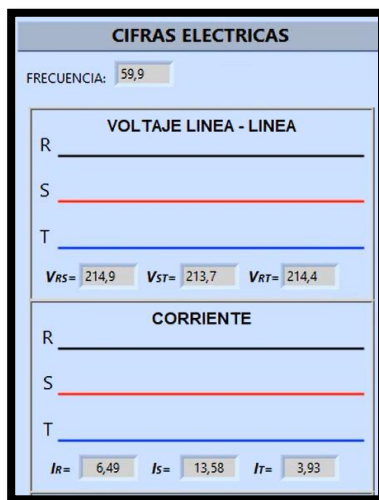 CIFRAS ELECTRICAS
FRECUENCIA: 59,9
VOLTAJE LINEA - LINEA
R
S
T
VRS= 214,9 VST= 213,7 VRT= 214,4
CORRIENTE
R
S
T
IR= 6,49 IS= 13,58 IT= 3,93